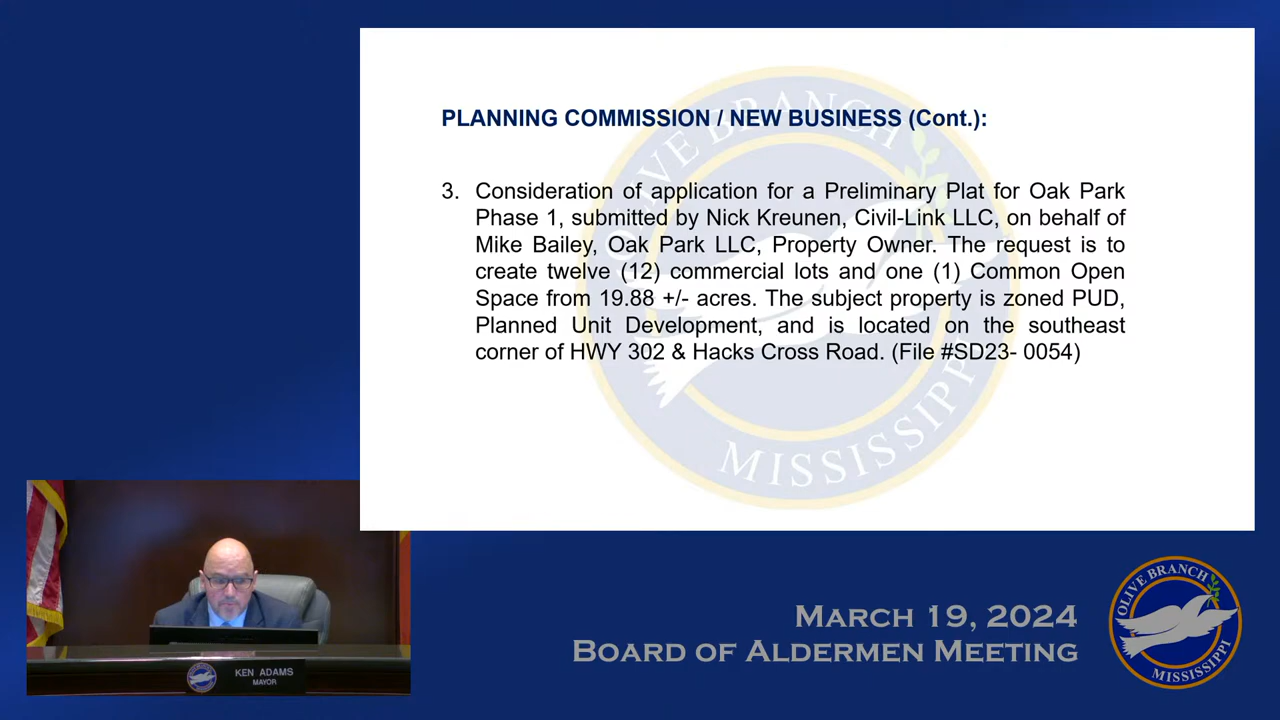 PLANNING COMMISSION / NEW BUSINESS (Cont.):
3. Consideration of application for a Preliminary Plat for Oak Park
Phase 1, submitted by Nick Kreunen, Civil-Link LLC, on behalf of
Mike Bailey, Oak Park LLC, Property Owner. The request is to
create twelve (12) commercial lots and one (1) Common Open
Space from 19.88 +/- acres. The subject property is zoned PUD,
Planned Unit Development, and is located on the southeast
corner of HWY 302 & Hacks Cross Road. (File #SD23- 0054)
OLIVE BRANCH
MISSISSIPPI
KEN ADAMS
MAYOR
MARCH 19, 2024
BOARD OF ALDERMEN MEETING
OLIVE BRANCH
MISSISSIPPI